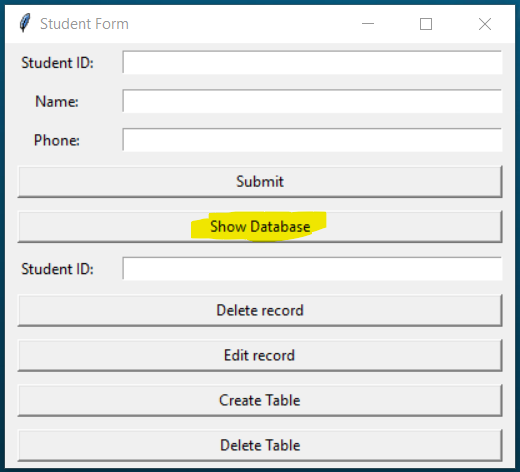 Student Form
Student ID:
Name:
Phone:
Submit
Show Database
Student ID:
Delete record
Edit record
Create Table
Delete Table